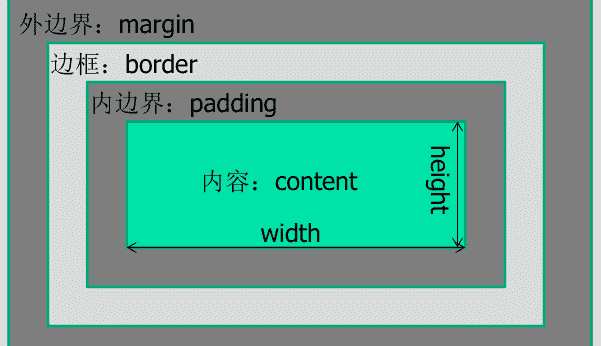 外边界：margin
边框：border
内边界：padding
内容：content
height
width